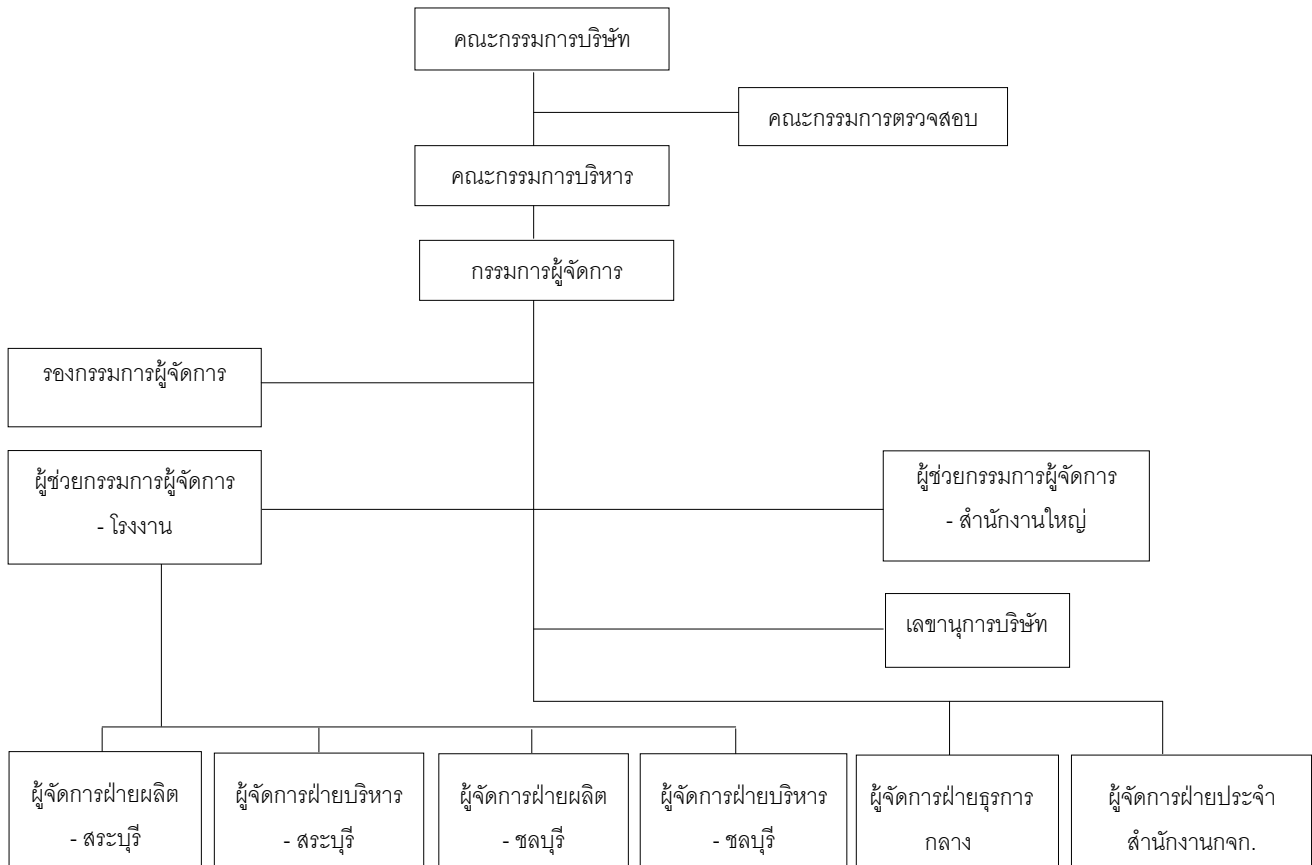 คณะกรรมการบริษัท
คณะกรรมการตรวจสอบ
คณะกรรมการบริหาร
กรรมการผู้จัดการ
รองกรรมการผู้จัดการ
ผู้ช่วยกรรมการผู้จัดการ
- โรงงาน
ผู้ช่วยกรรมการผู้จัดการ
- สำนักงานใหญ่
เลขานุการบริษัท
ผู้จัดการฝ่ายผลิต
- สระบุรี
ผู้จัดการฝ่ายบริหาร
- สระบุรี
ผู้จัดการฝ่ายผลิต
- ชลบุรี
ผู้จัดการฝ่ายบริหาร
- ชลบุรี
ผู้จัดการฝ่ายธุรการ
กลาง
ผู้จัดการฝ่ายประจำ
สำนักงานกจก.